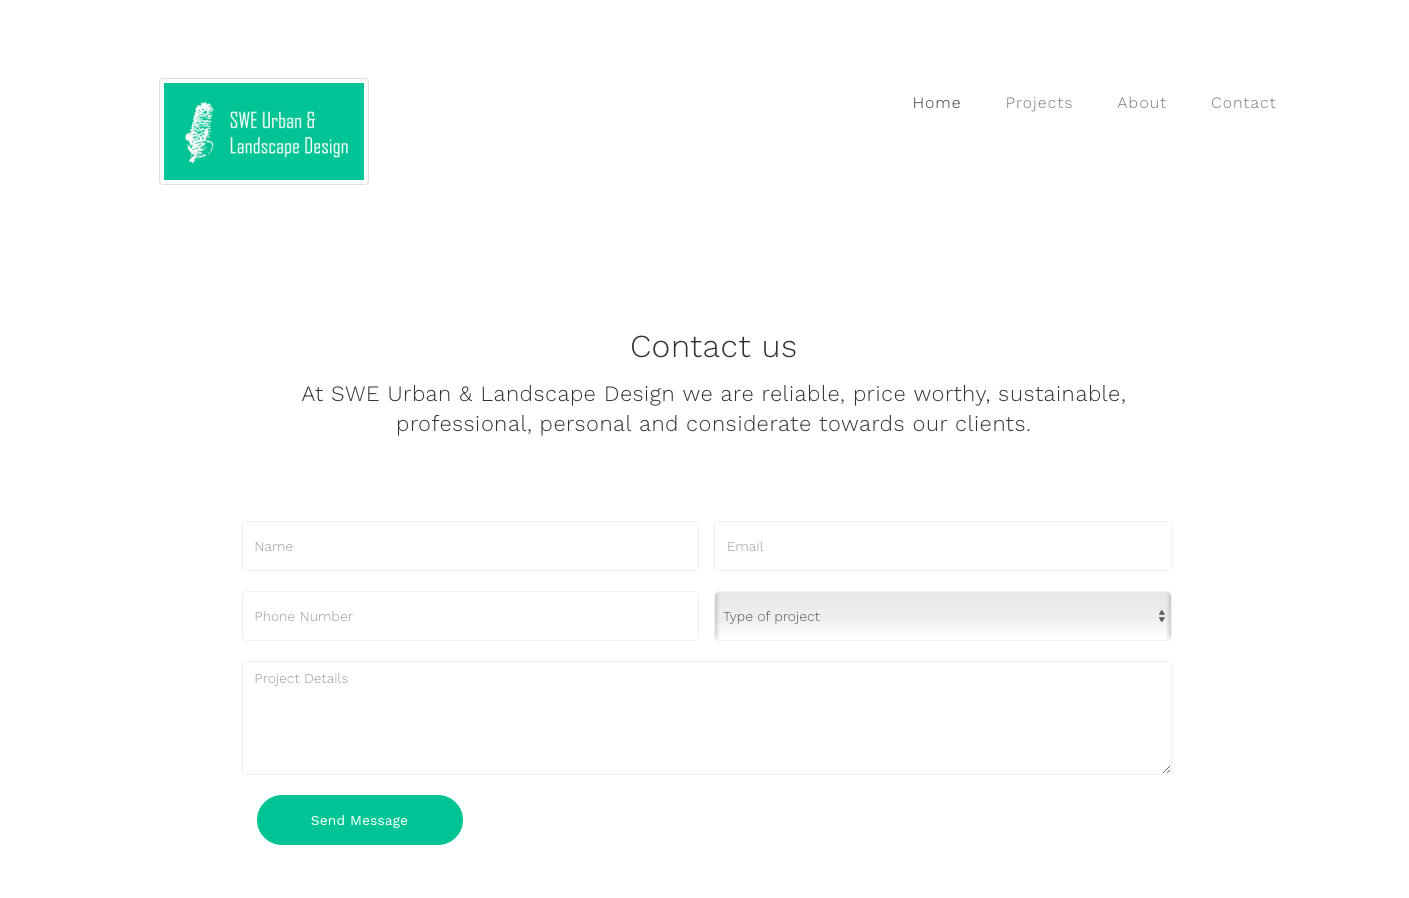 SWE Urban &
Landscape Design
Home
Projects
About
Contact
Contact us
At SWE Urban & Landscape Design we are reliable, price worthy, sustainable,
professional, personal and considerate towards our clients.
Name
Email
Phone Number
Type of project
Project Details
Send Message